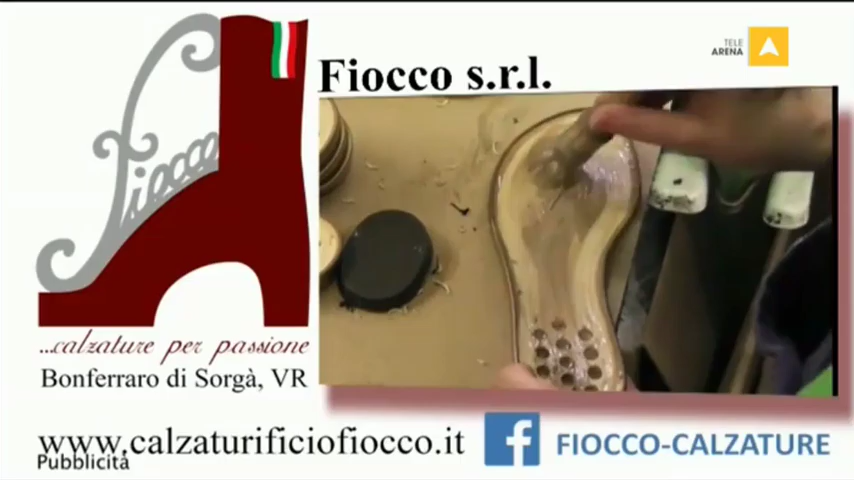 TELE
ARENA
Fiocco s.r.l.
Fiocco
...calzature per passione
Bonferraro di Sorgà, VR
www.calzaturificiofiocco.it
FIOCCO-CALZATURE
Pubblicità